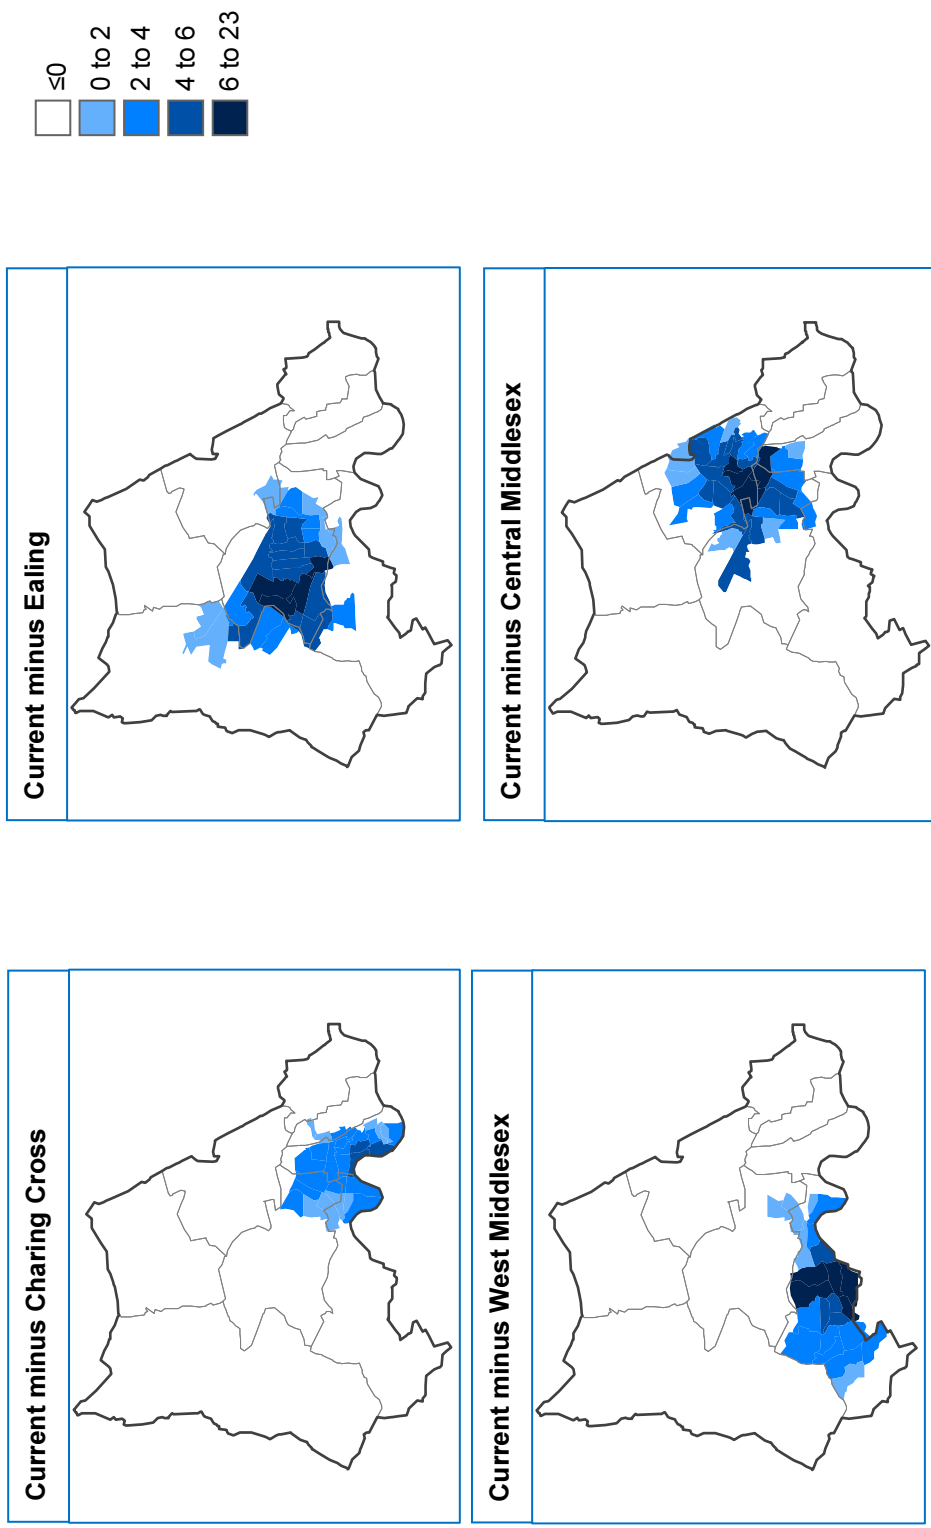 Current minus Charing Cross
Current minus Ealing
≤0
0 to 2
2 to 4
4 to 6
6 to 23
Current minus West Middlesex
Current minus Central Middlesex